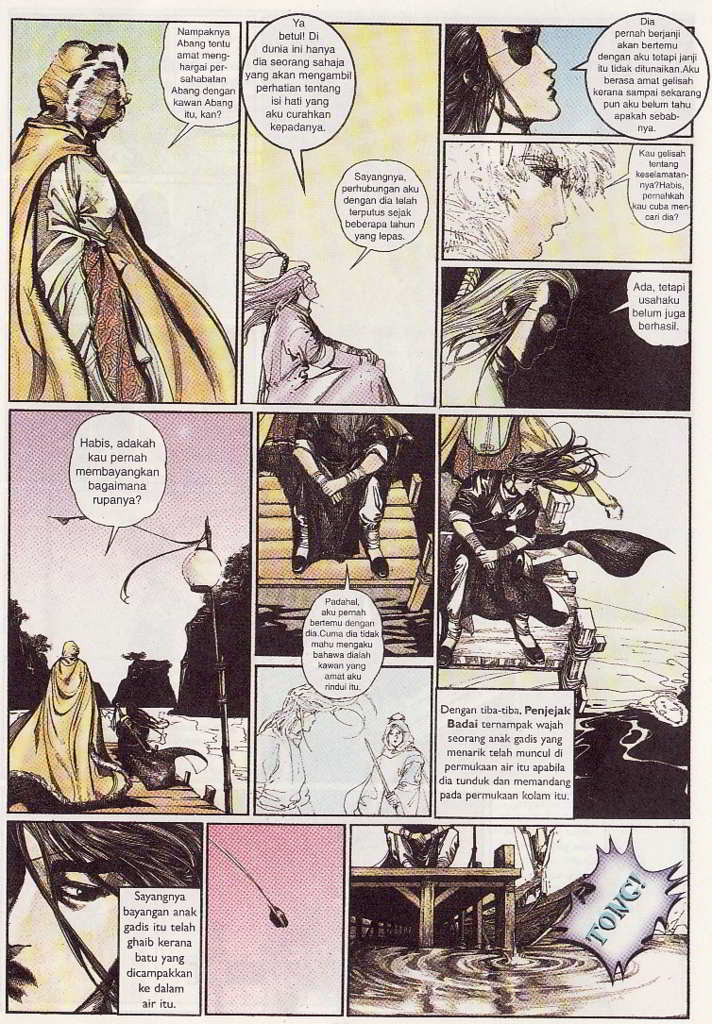 Nampaknya
Abang tentu
amat meng-
hargai per-
sahabatan
Abang dengan
kawan Abang
itu, kan?
Ya
betul! Di
dunia ini hanya
dia seorang sahaja
yang akan mengambil
perhatian tentang
isi hati yang
aku curahkan
kepadanya.
Sayangnya,
perhubungan aku
dengan dia telah
terputus sejak
beberapa tahun
yang lepas.
Dia
pernah berjanji
akan bertemu
dengan aku tetapi janji
itu tidak ditunaikan.Aku
berasa amat gelisah
kerana sampai sekarang
pun aku belum tahu
apakah sebab-
nya.
Kau gelisah
tentang
keselamatan-
nya?Habis,
pernahkah
kau cuba men-
cari dia?
Ada, tetapi
usahaku
belum juga
berhasil.
Habis, adakah
kau pernah
membayangkan
bagaimana
rupanya?
Padahal,
aku pernah
bertemu dengan
dia.Cuma dia tidak
mahu mengaku
bahawa dialah
kawan yang
amat aku
rindui itu.
Dengan tiba-tiba, Penjejak
Badai ternampak wajah
seorang anak gadis yang
menarik telah muncul di
permukaan air itu apabila
dia tunduk dan memandang
pada permukaan kolam itu.
Sayangnya
bayangan anak
gadis itu telah
ghaib kerana
batu yang
dicampakkan
ke dalam
air itu.
TONG!